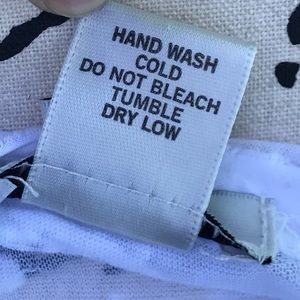 HAND WASH
COLD
DO NOT BLEACH
TUMBLE
DRY LOW